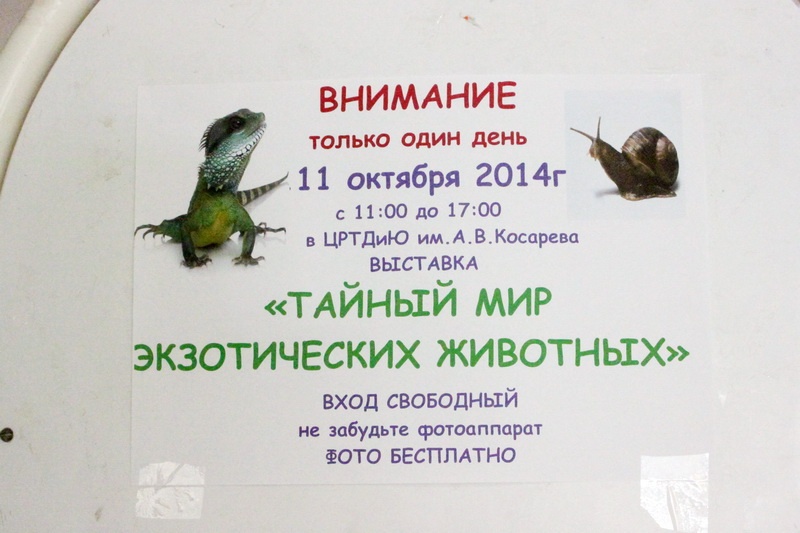 ВНИМАНИЕ
только один день
11 октября 2014г
с 11:00 до 17:00
в ЦРТДиЮ им.А.В.Косарева
ВЫСТАВКА
«ТАЙНЫЙ МИР
ЭКЗОТИЧЕСКИХ ЖИВОТНЫХ»
ВХОД СВОБОДНЫЙ
не забудьте фотоаппарат
ФОТО БЕСПЛАТНО